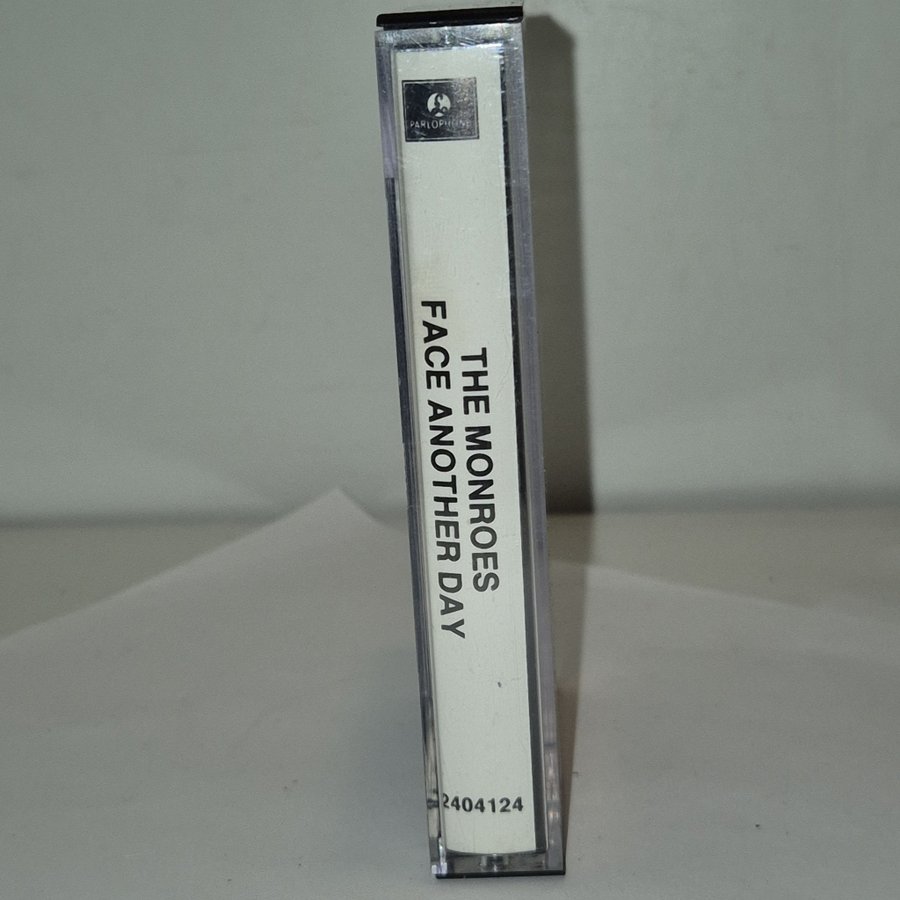 PARLOPHONE
THE MONROES
FACE ANOTHER DAY
2404124